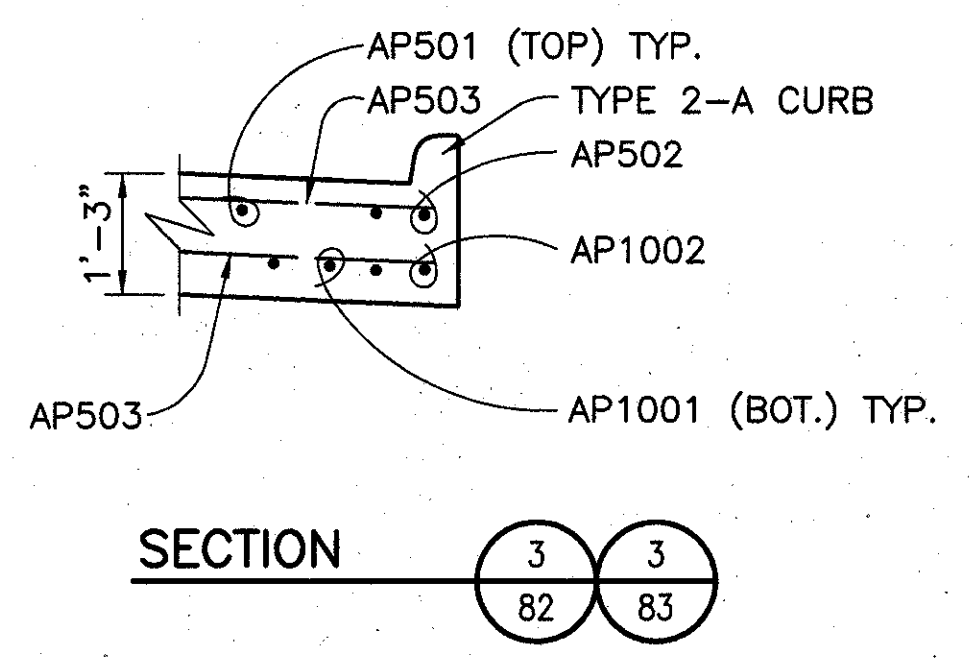 AP501 (TOP) TYP.
AP503
TYPE 2-A CURB
AP502
1'-3"
AP1002
AP503
AP1001 (BOT.) TYP.
SECTION
3
82
3
83